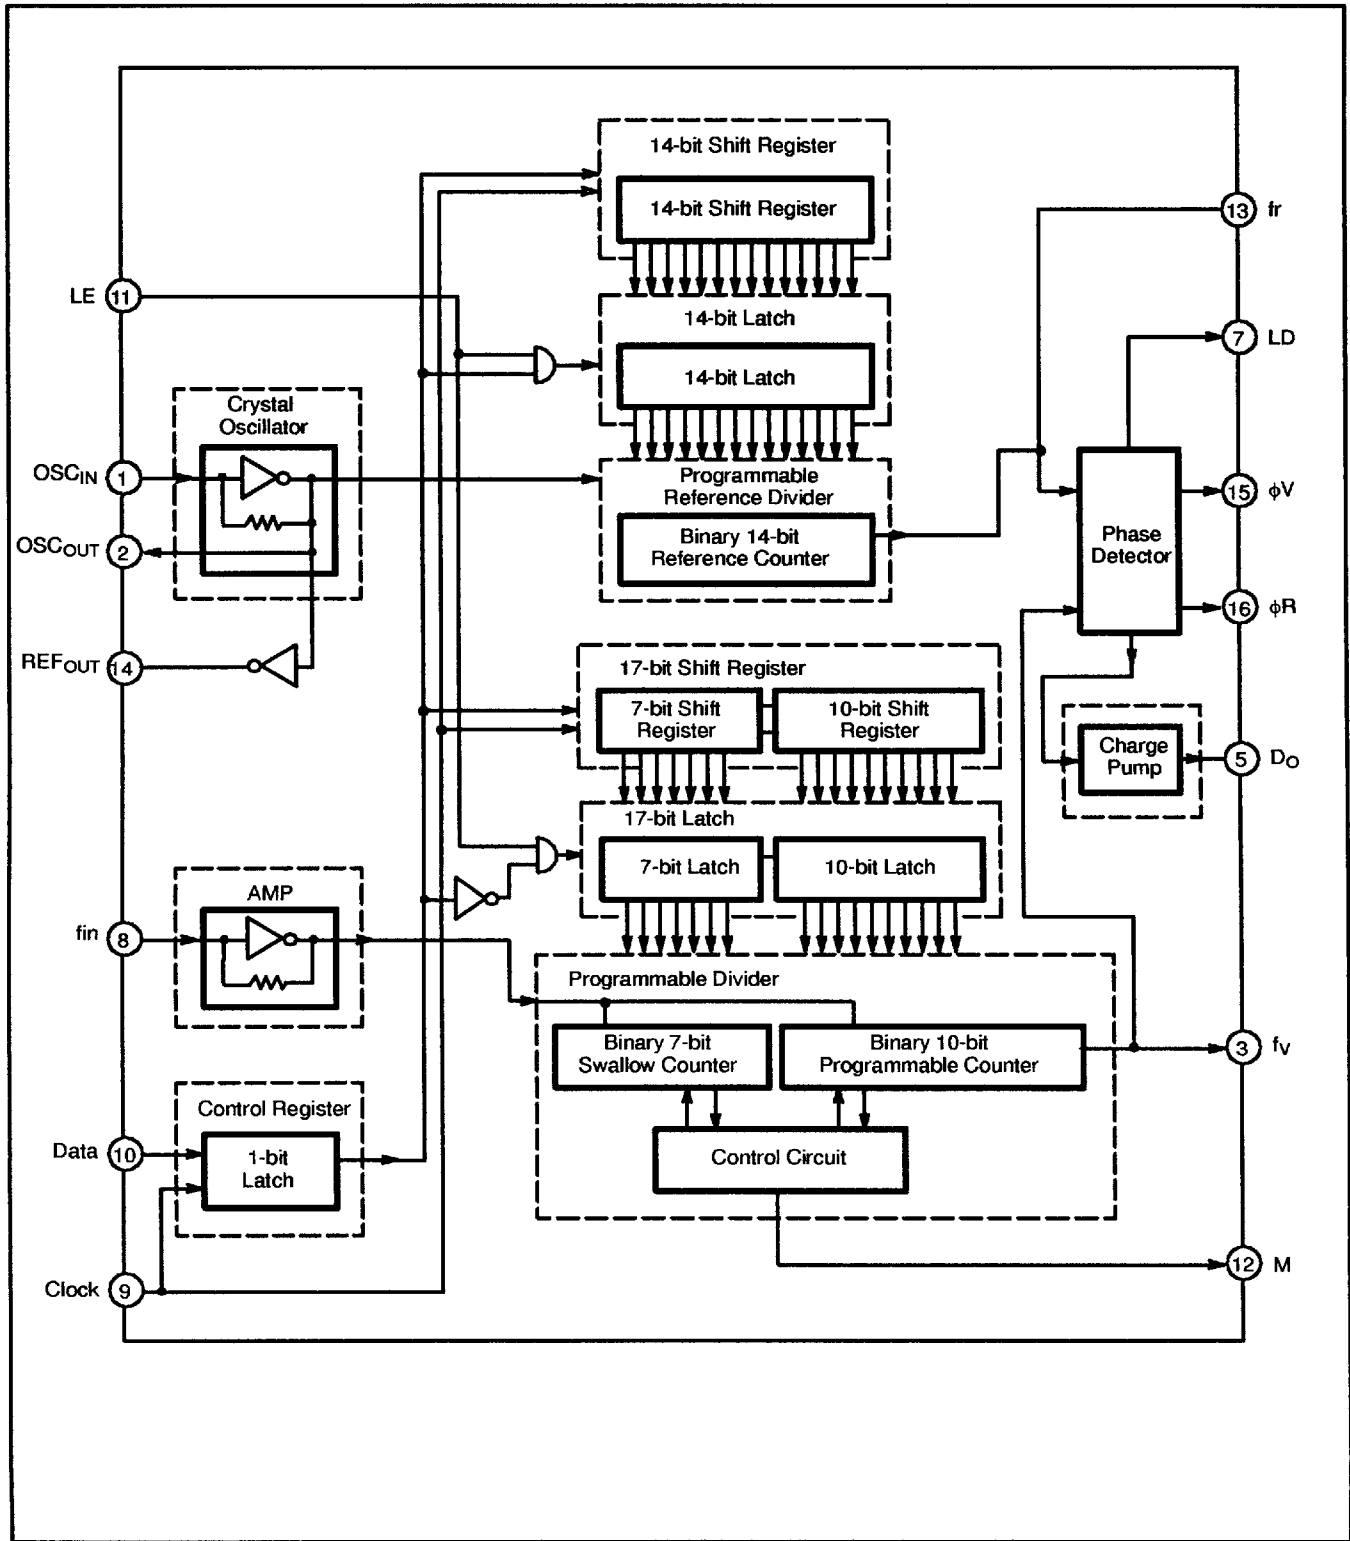 14-bit Shift Register
14-bit Shift Register
13 fr
LE 11
14-bit Latch
7 LD
14-bit Latch
Crystal
Oscillator
OSCIN 1
Programmable
Reference Divider
15 ϕV
Phase
Detector
Binary 14-bit
Reference Counter
OSCOUT 2
16 ϕR
REFOUT 14
17-bit Shift Register
7-bit Shift
Register
10-bit Shift
Register
Charge
Pump
5 DO
17-bit Latch
7-bit Latch
10-bit Latch
AMP
fin 8
Programmable Divider
Binary 7-bit
Swallow Counter
Binary 10-bit
Programmable Counter
3 fV
Control Register
Data 10
1-bit
Latch
Control Circuit
12 M
Clock 9